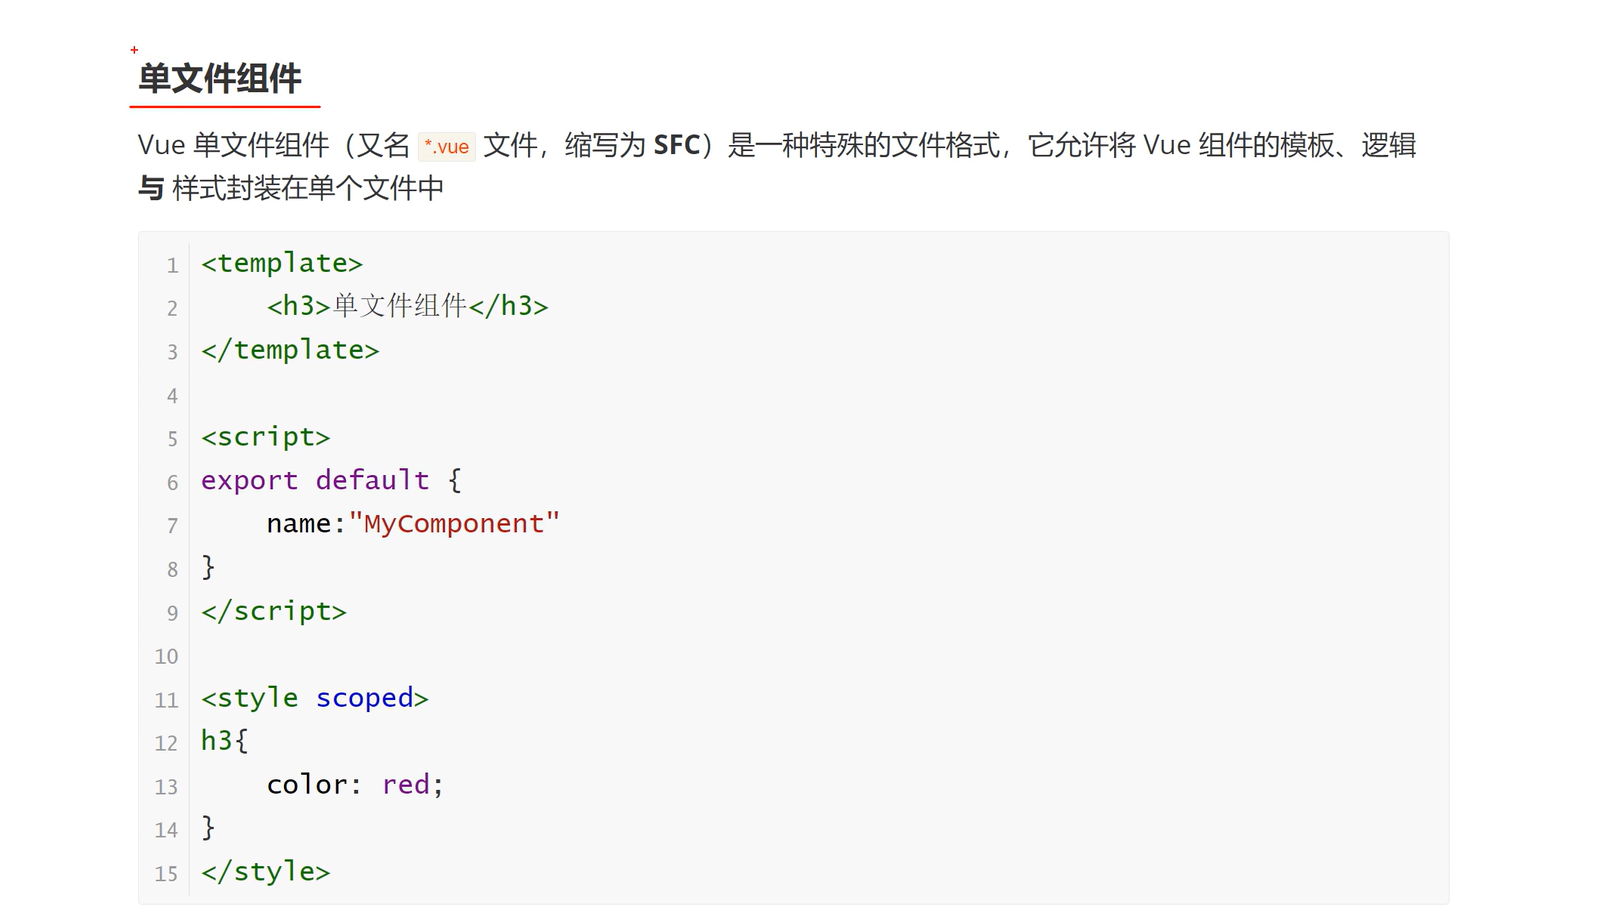 单文件组件
Vue 单文件组件（又名 *.vue 文件，缩写为 SFC）是一种特殊的文件格式，它允许将 Vue 组件的模板、逻辑
与 样式封装在单个文件中
1 <template>
2     <h3>单文件组件</h3>
3 </template>
4
5 <script>
6 export default {
7     name:"MyComponent"
8 }
9 </script>
10
11 <style scoped>
12 h3{
13     color: red;
14 }
15 </style>